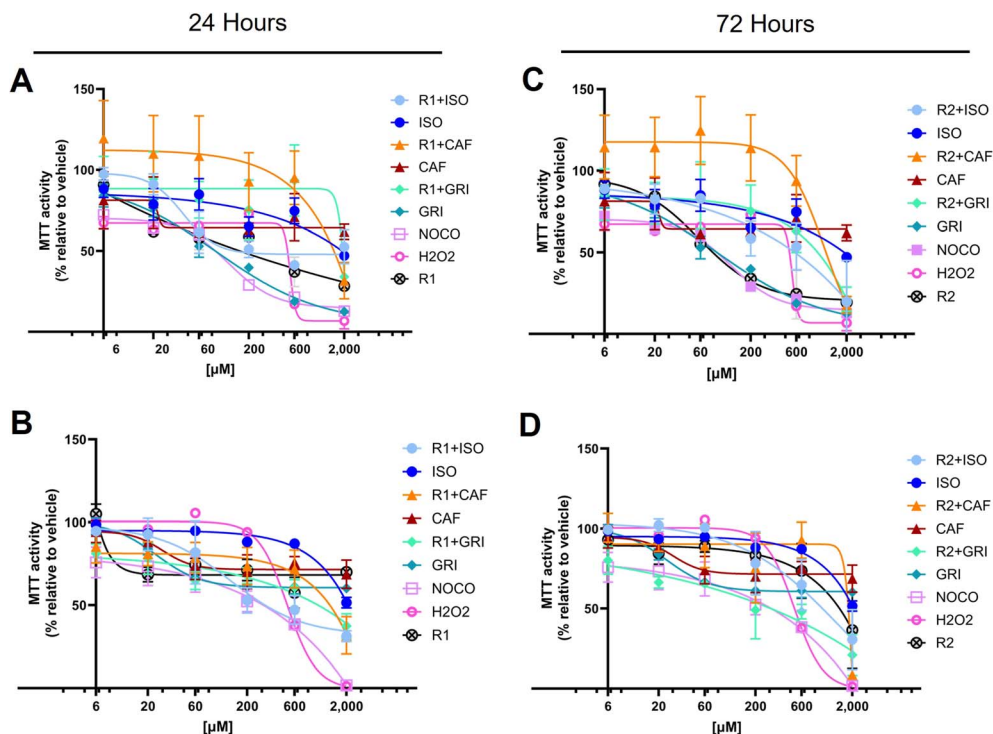 24 Hours
72 Hours
A
150
100
50
MTT activity
(% relative to vehicle)
6 20 60 200 600 2,000
[µM]
R1+ISO
ISO
R1+CAF
CAF
R1+GRI
GRI
NOCO
H2O2
R1
C
150
100
50
MTT activity
(% relative to vehicle)
6 20 60 200 600 2,000
[µM]
R2+ISO
ISO
R2+CAF
CAF
R2+GRI
GRI
NOCO
H2O2
R2
B
150
100
50
MTT activity
(% relative to vehicle)
6 20 60 200 600 2,000
[µM]
R1+ISO
ISO
R1+CAF
CAF
R1+GRI
GRI
NOCO
H2O2
R1
D
150
100
50
MTT activity
(% relative to vehicle)
6 20 60 200 600 2,000
[µM]
R2+ISO
ISO
R2+CAF
CAF
R2+GRI
GRI
NOCO
H2O2
R2